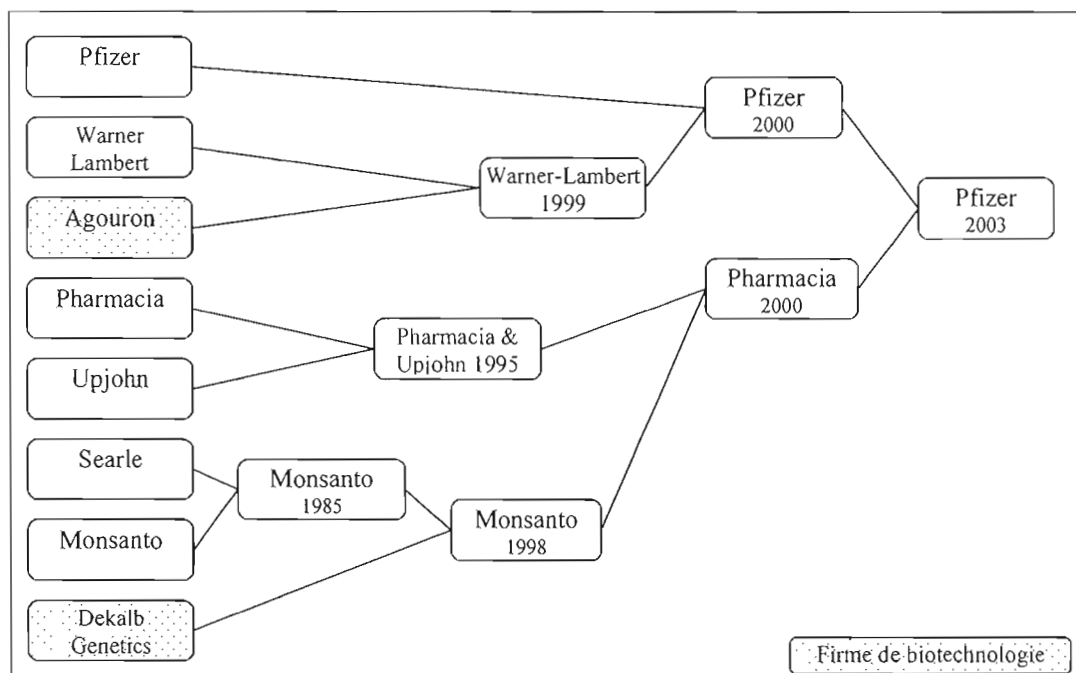 Pfizer
Warner
Lambert
Agouron
Pharmacia
Upjohn
Searle
Monsanto
Dekalb
Genetics
Monsanto
1985
Pharmacia &
Upjohn 1995
Warner-Lambert
1999
Monsanto
1998
Pfizer
2000
Pharmacia
2000
Pfizer
2003
Firme de biotechnologie